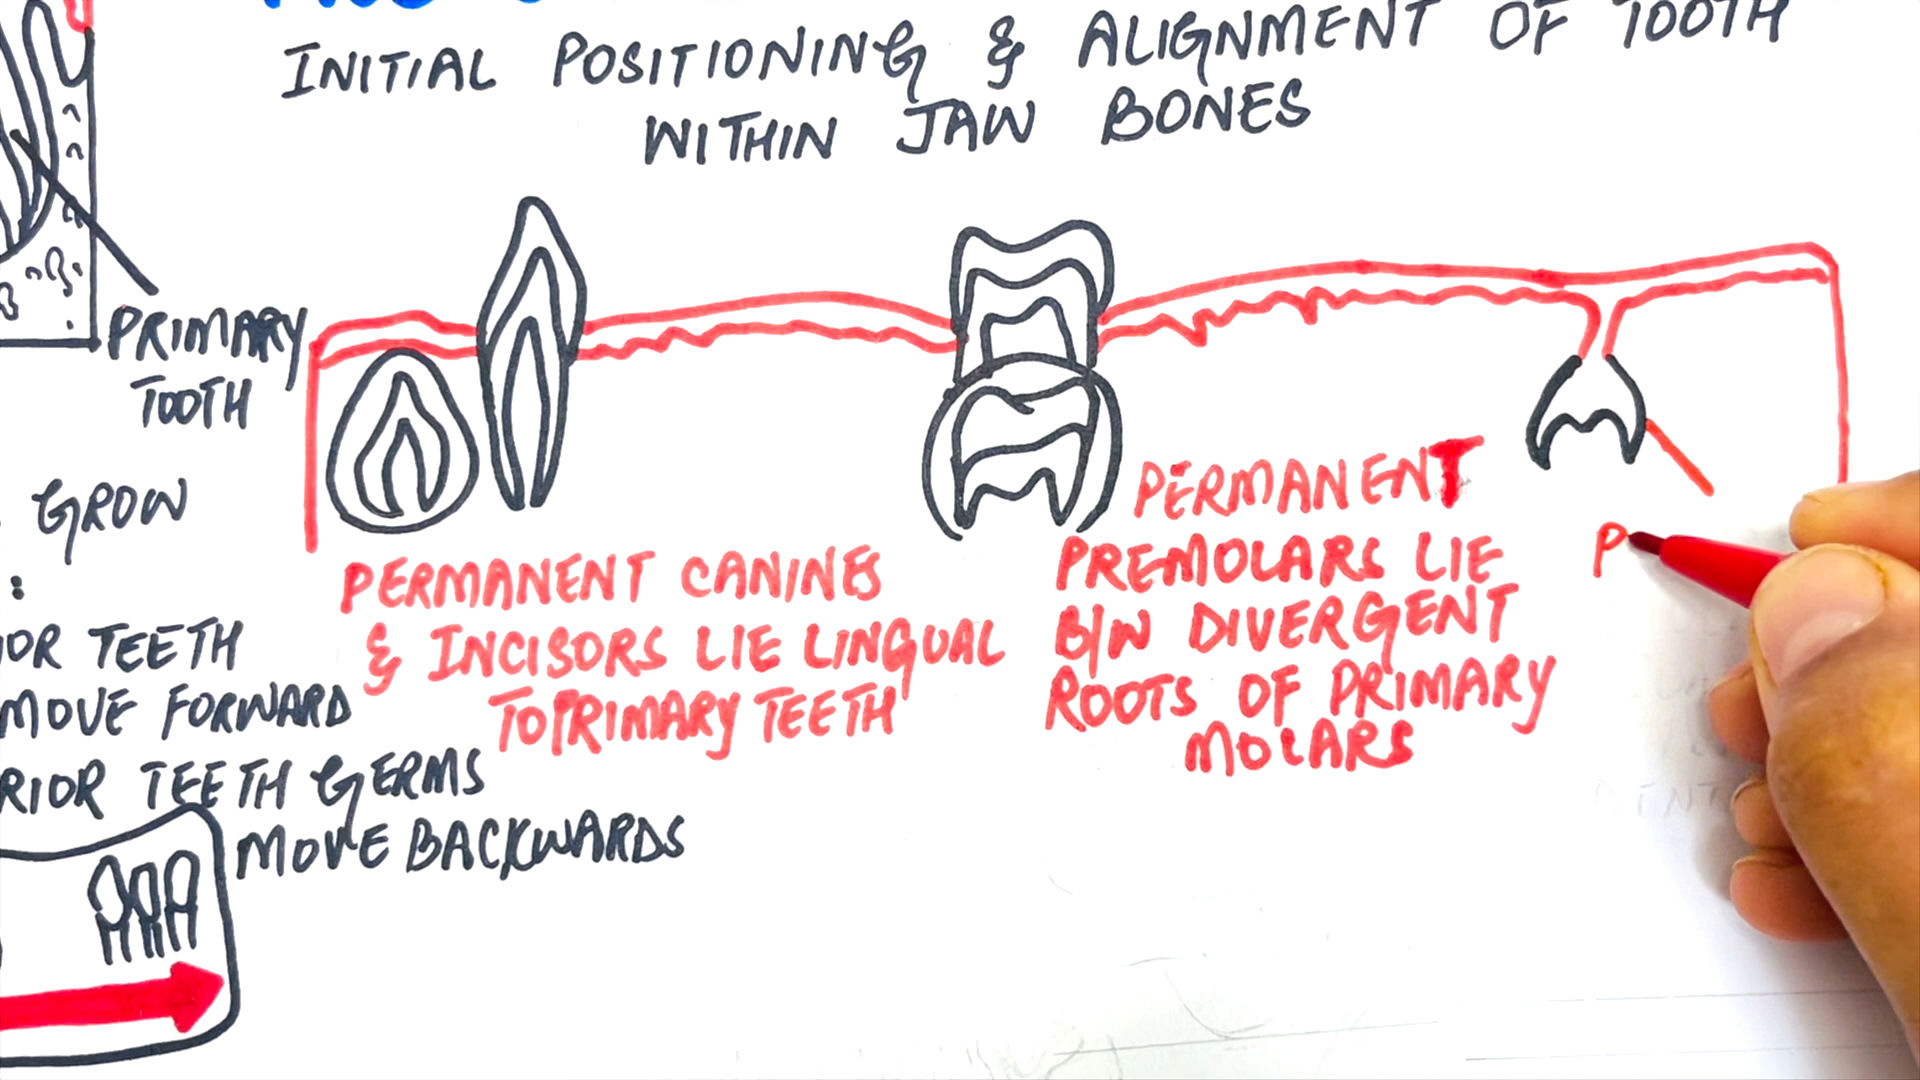 INITIAL POSITIONING & ALIGNMENT OF TOOTH
WITHIN JAW BONES
PRIMARY
TOOTH
GROW
:
IOR TEETH
MOVE FORWARD
RIOR TEETH GERMS
MOVE BACKWARDS
PERMANENT CANINES
& INCISORS LIE LINGUAL
TO PRIMARY TEETH
PERMANENT
PREMOLARS LIE
B/W DIVERGENT
ROOTS OF PRIMARY
MOLARS
P